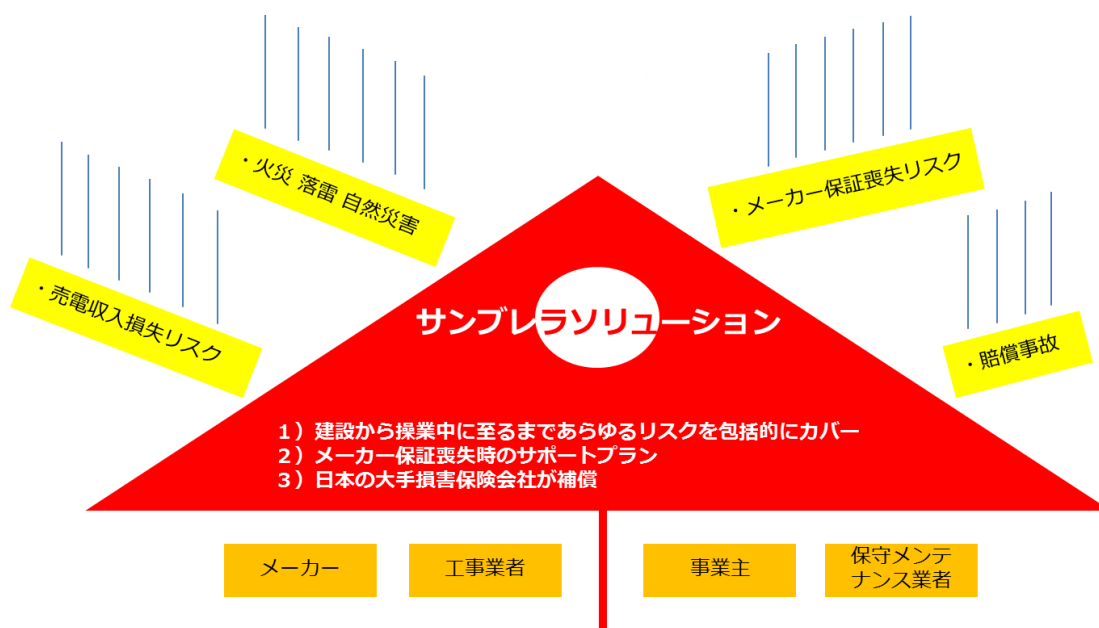 ・火災 落雷 自然災害
・メーカー保証喪失リスク
・売電収入損失リスク
・賠償事故
サンブレラソリューション
１）建設から操業中に至るまであらゆるリスクを包括的にカバー
２）メーカー保証喪失時のサポートプラン
３）日本の大手損害保険会社が補償
メーカー
工事業者
事業主
保守メンテ
ナンス業者